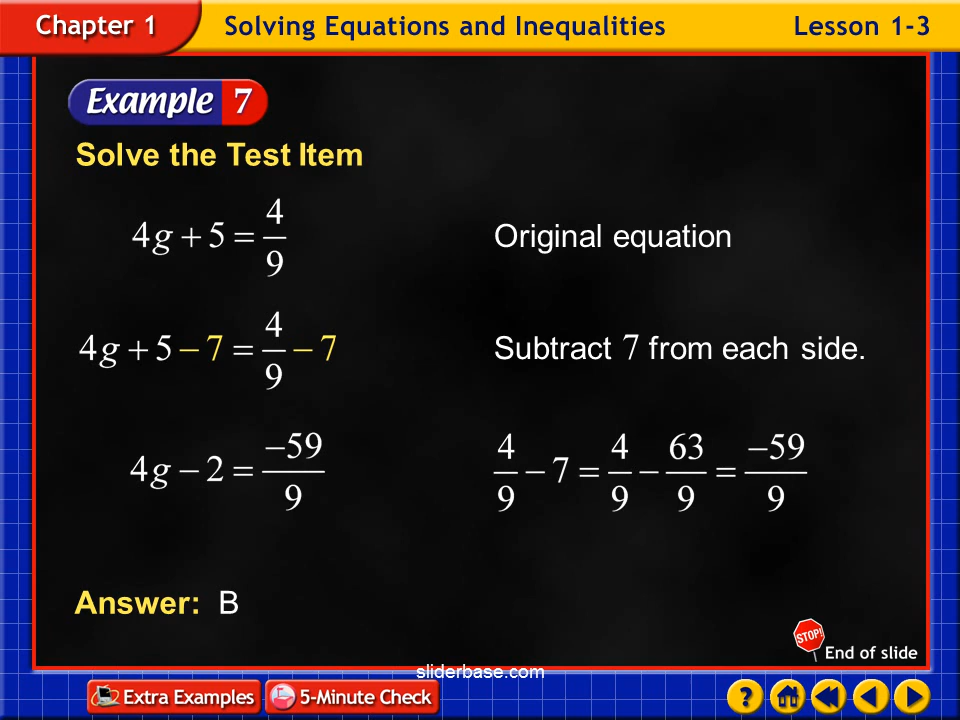 Chapter 1 Solving Equations and Inequalities Lesson 1-3
Example 7
Solve the Test Item
4g + 5 = 4/9 Original equation
4g + 5 − 7 = 4/9 − 7 Subtract 7 from each side.
4g − 2 = −59/9 4/9 − 7 = 4/9 − 63/9 = −59/9
Answer: B
STOP! End of slide
sliderbase.com
Extra Examples 5-Minute Check ?